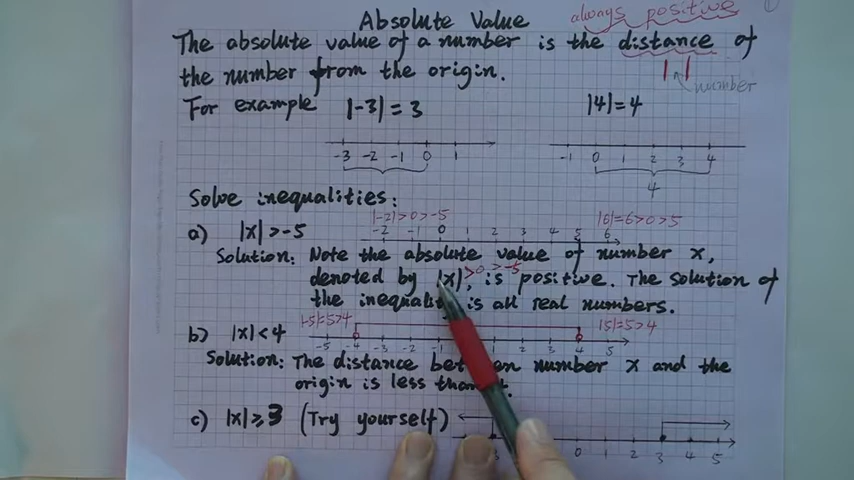 Absolute Value
always positive
1
The absolute value of a number is the distance of
the number from the origin.
| | number
For example |-3| = 3 |4| = 4
-3 -2 -1 0 1
-1 0 1 2 3 4
4
Solve inequalities:
|-2| > 0 > -5 |6| = 6 > 0 > 5
a) |x| > -5
-2 -1 0 1 2 3 4 5 6
Solution: Note the absolute value of number x,
denoted by |x|, is positive. The solution of
> 0 > -5
the inequality is all real numbers.
|-5| = 5 > 4 |5| = 5 > 4
b) |x| < 4
-5 -4 -3 -2 -1 4 5
Solution: The distance between number x and the
origin is less than
c) |x| ≥ 3 (Try yourself)
0 1 2 3 4 5